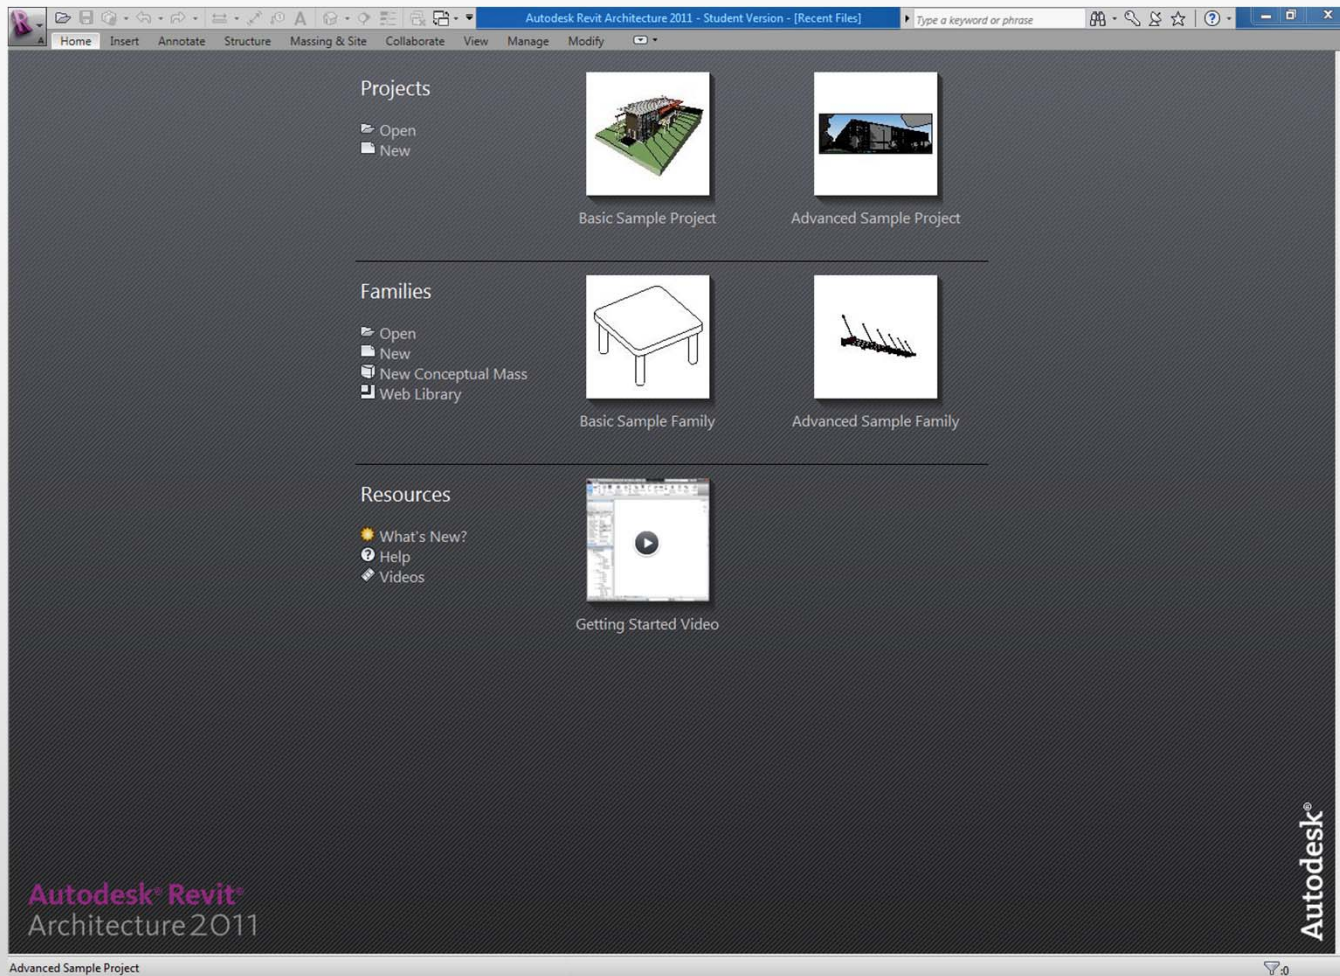 Autodesk Revit Architecture 2011 - Student Version - [Recent Files]
Type a keyword or phrase
Home Insert Annotate Structure Massing & Site Collaborate View Manage Modify
Projects
Open
New
Basic Sample Project
Advanced Sample Project
Families
Open
New
New Conceptual Mass
Web Library
Basic Sample Family
Advanced Sample Family
Resources
What's New?
Help
Videos
Getting Started Video
Autodesk® Revit®
Architecture 2011
Autodesk®
Advanced Sample Project
:0